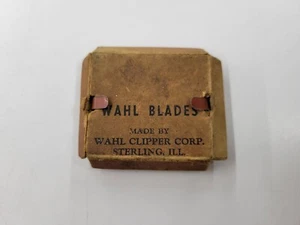 WAHL BLADES
MADE BY
WAHL CLIPPER CORP.
STERLING, ILL.